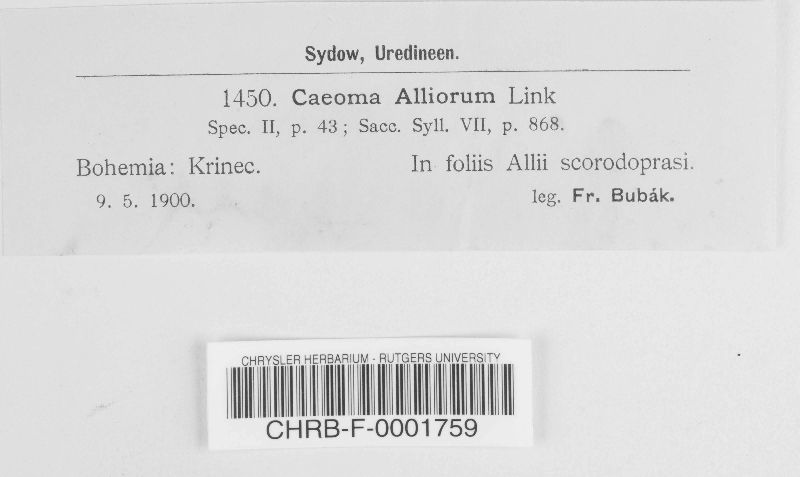 Sydow, Uredineen.
1450. Caeoma Alliorum Link
Spec. II, p. 43; Sacc. Syll. VII, p. 868.
Bohemia: Krinec. In foliis Allii scorodoprasi.
9. 5. 1900. leg. Fr. Bubák.
CHRYSLER HERBARIUM - RUTGERS UNIVERSITY
CHRB-F-0001759